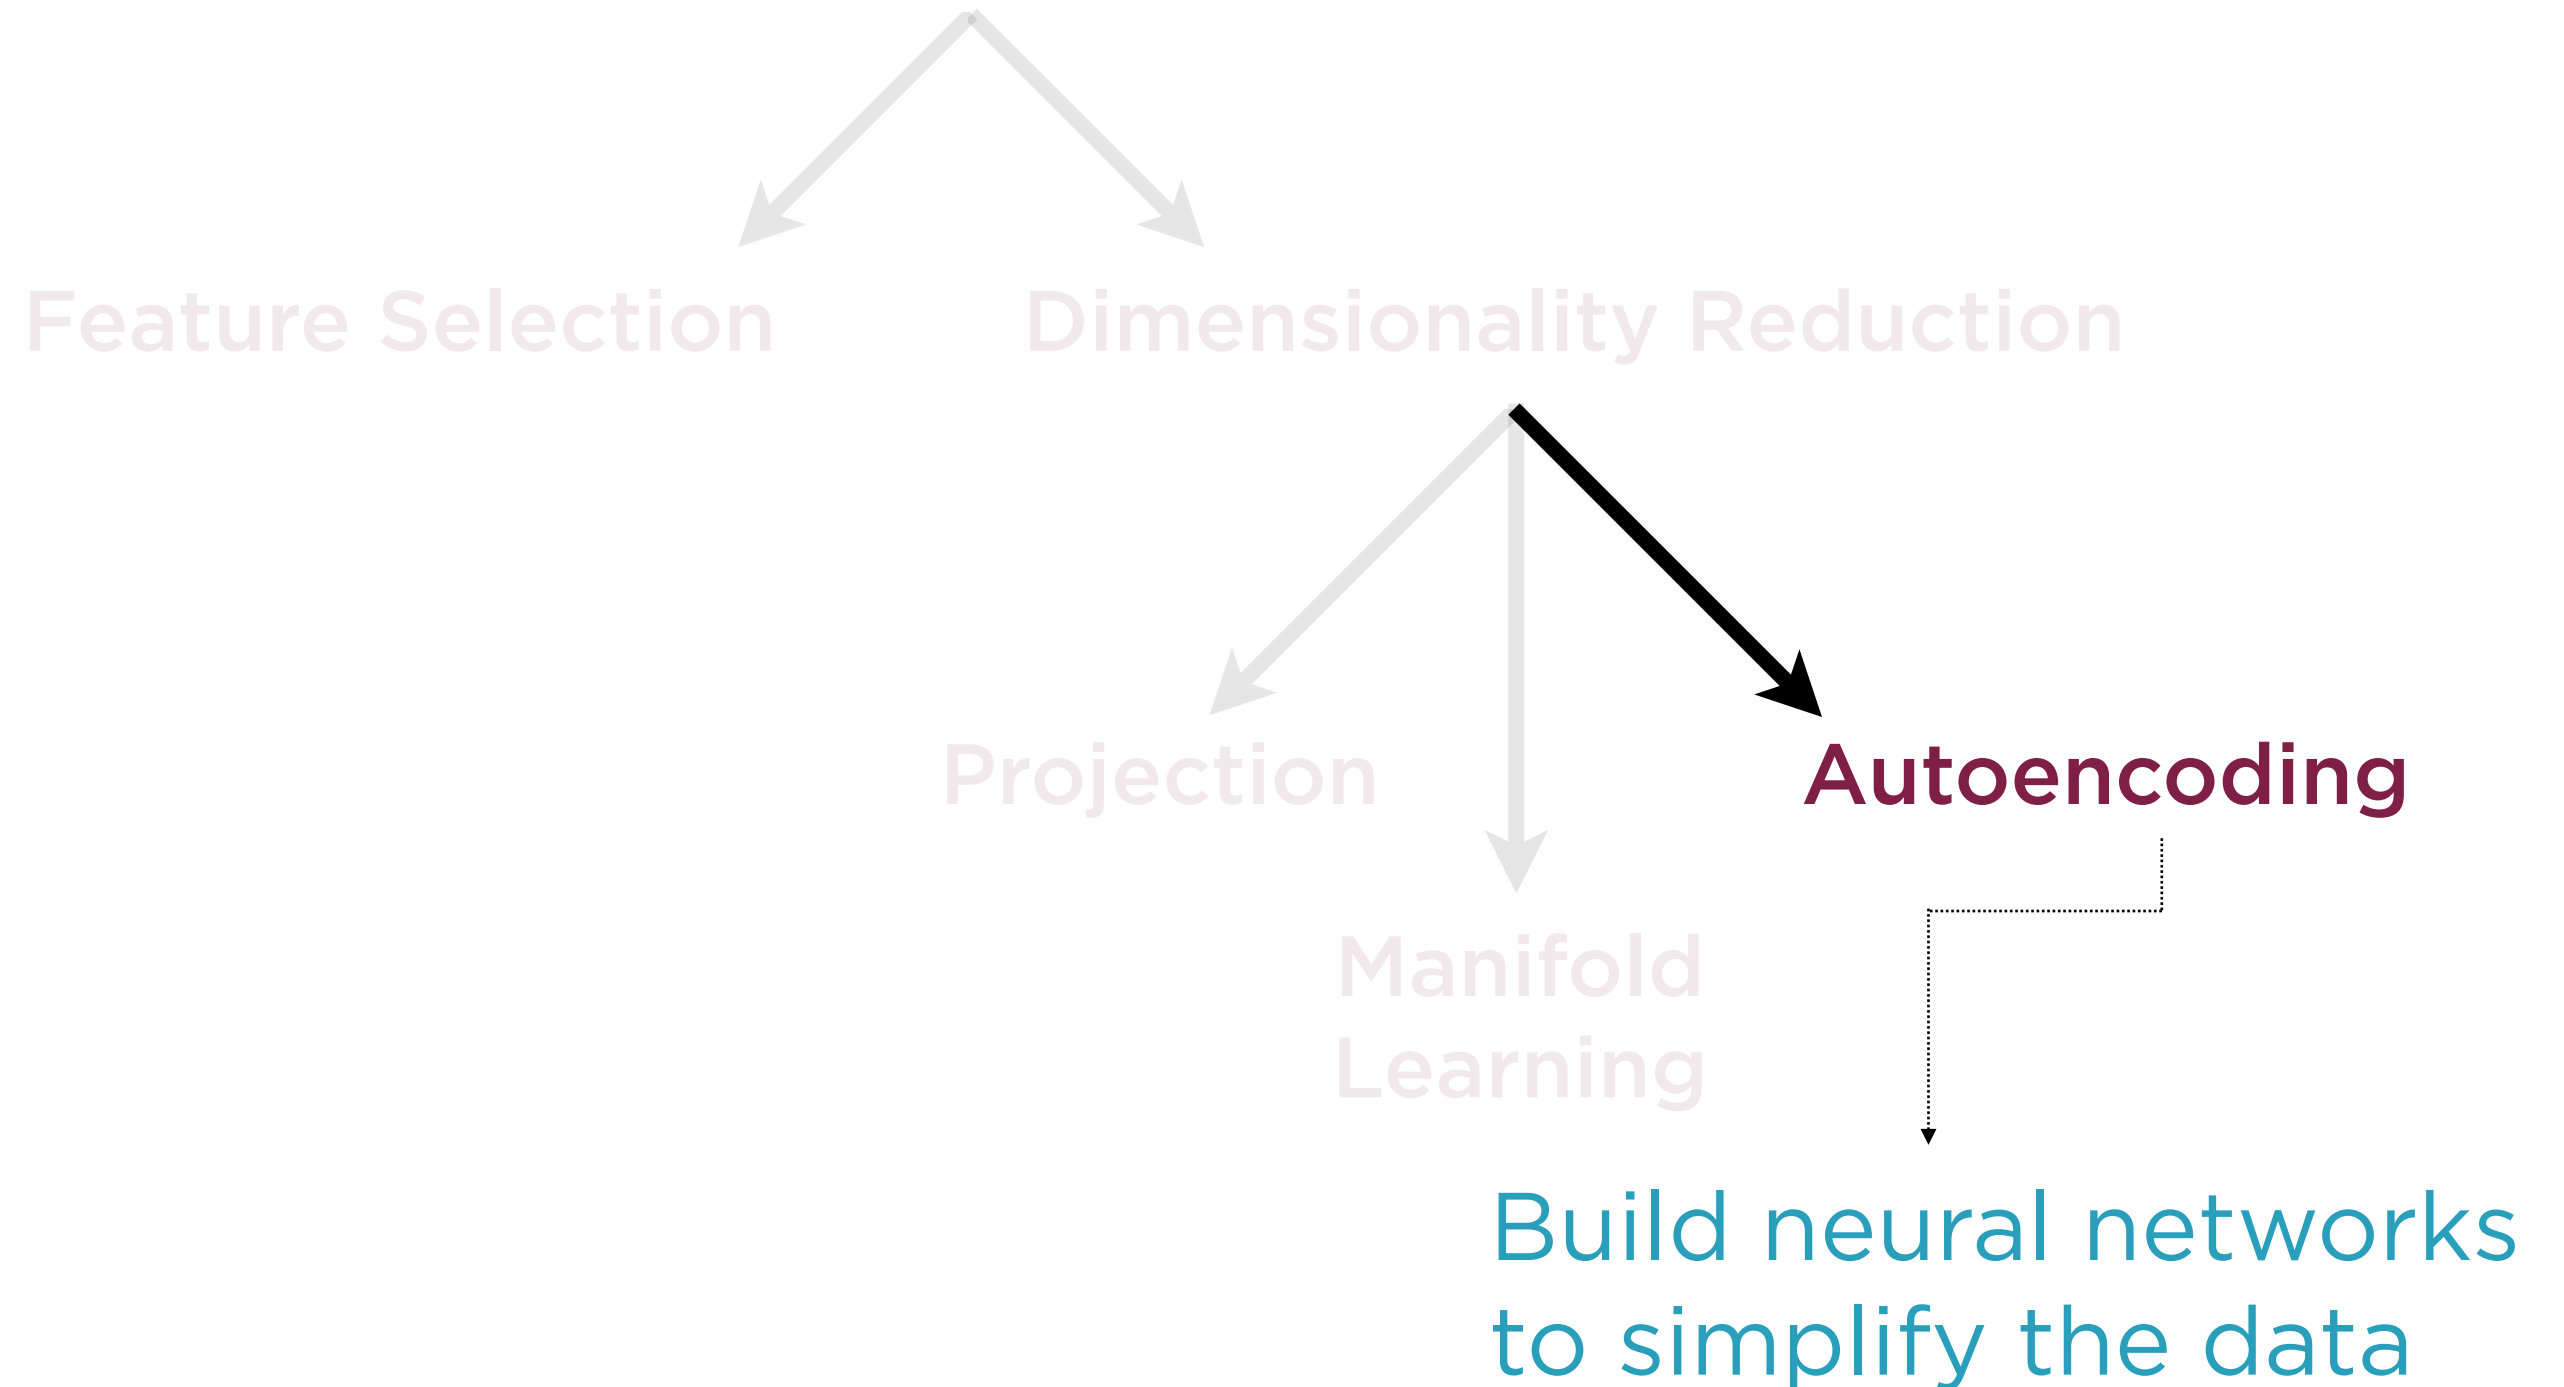 Feature Selection
Dimensionality Reduction
Projection
Autoencoding
Manifold
Learning
Build neural networks
to simplify the data